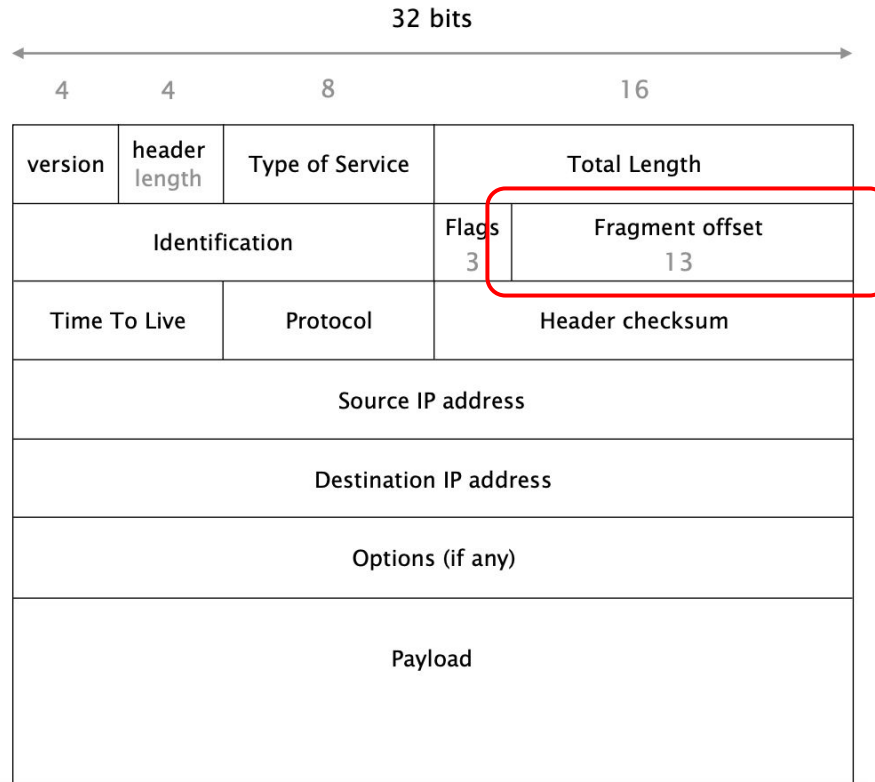 32 bits
4 4 8 16
version header length Type of Service Total Length
Identification Flags 3 Fragment offset 13
Time To Live Protocol Header checksum
Source IP address
Destination IP address
Options (if any)
Payload